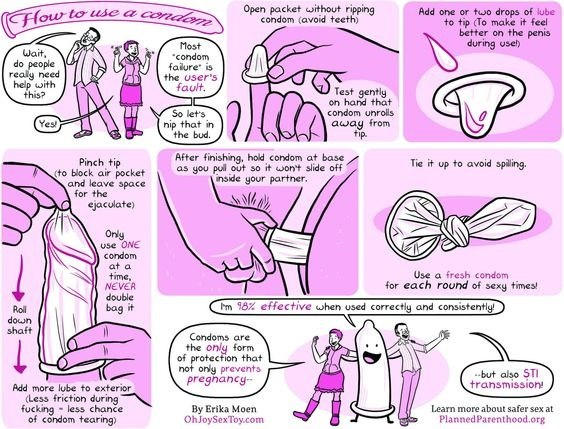 How to use a condom
Wait,
do people
really need
help with
this?
Yes!
Most
"condom
failure" is
the user's
fault.
So let's
nip that in
the bud.
Open packet without ripping
condom (avoid teeth)
Test gently
on hand that
condom unrolls
away from
tip.
Add one or two drops of lube
to tip (To make it feel
better on the penis
during use!)
Pinch tip
(to block air pocket
and leave space
for the
ejaculate)
Only
use ONE
condom
at a
time,
NEVER
double
bag it
Roll
down
shaft
Add more lube to exterior
(Less friction during
fucking = less chance
of condom tearing)
After finishing, hold condom at base
as you pull out so it won't slide off
inside your partner.
Tie it up to avoid spilling.
Use a fresh condom
for each round of sexy times!
I'm 98% effective when used correctly and consistently!
Condoms are
the only form
of protection that
not only prevents
pregnancy--
--but also STI
transmission!
By Erika Moen
OhJoySexToy.com
Learn more about safer sex at
PlannedParenthood.org